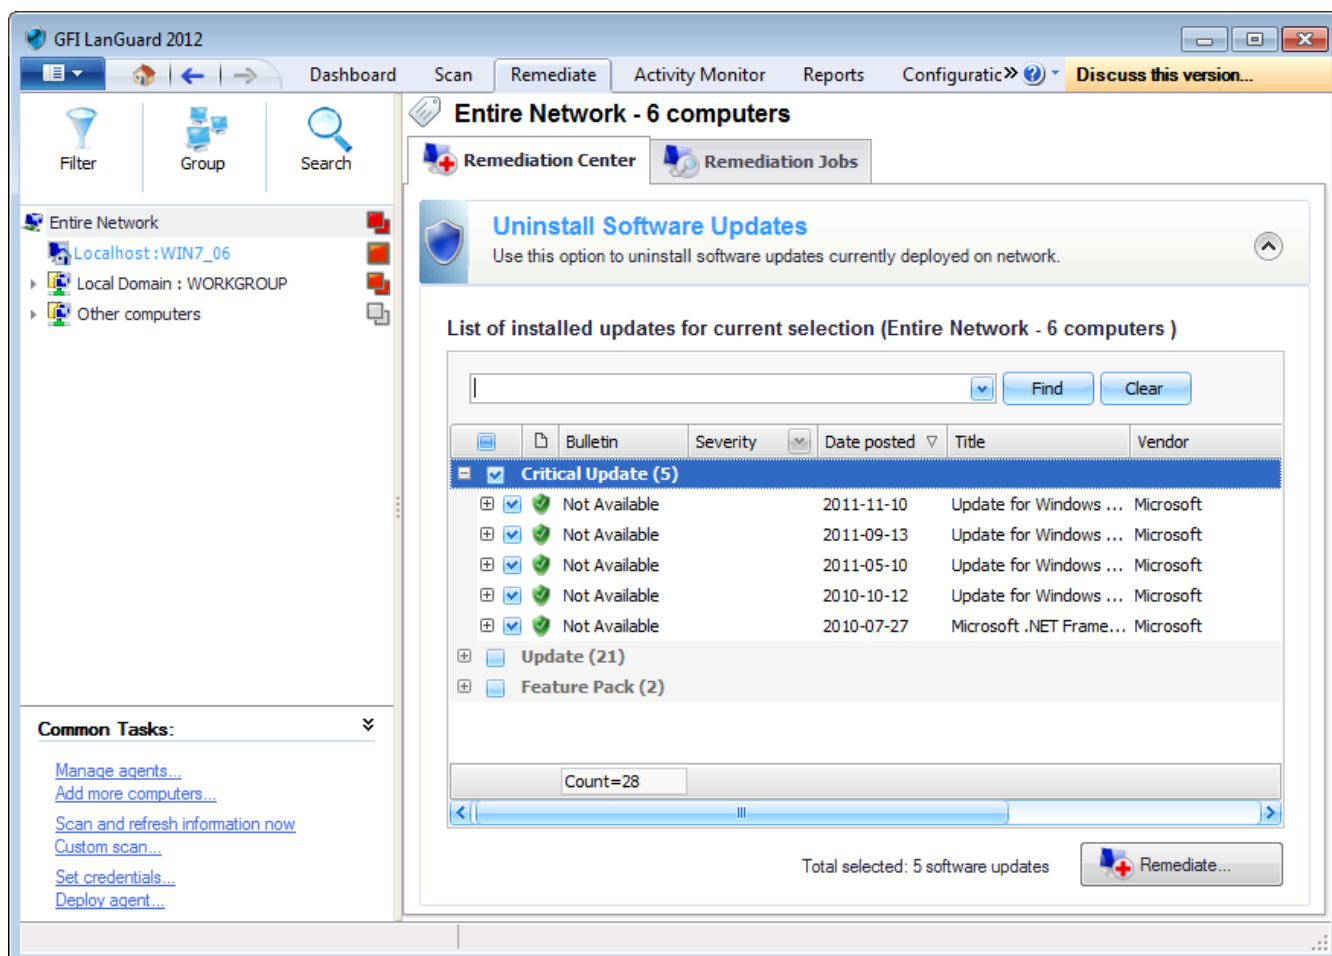 GFI LanGuard 2012
Dashboard Scan Remediate Activity Monitor Reports Configuratic» Discuss this version...
Filter Group Search
Entire Network
Localhost : WIN7_06
Local Domain : WORKGROUP
Other computers
Common Tasks:
Manage agents...
Add more computers...
Scan and refresh information now
Custom scan...
Set credentials...
Deploy agent...
Entire Network - 6 computers
Remediation Center Remediation Jobs
Uninstall Software Updates
Use this option to uninstall software updates currently deployed on network.
List of installed updates for current selection (Entire Network - 6 computers )
Find Clear
Bulletin Severity Date posted Title Vendor
Critical Update (5)
Not Available 2011-11-10 Update for Windows ... Microsoft
Not Available 2011-09-13 Update for Windows ... Microsoft
Not Available 2011-05-10 Update for Windows ... Microsoft
Not Available 2010-10-12 Update for Windows ... Microsoft
Not Available 2010-07-27 Microsoft .NET Frame... Microsoft
Update (21)
Feature Pack (2)
Count=28
Total selected: 5 software updates Remediate...